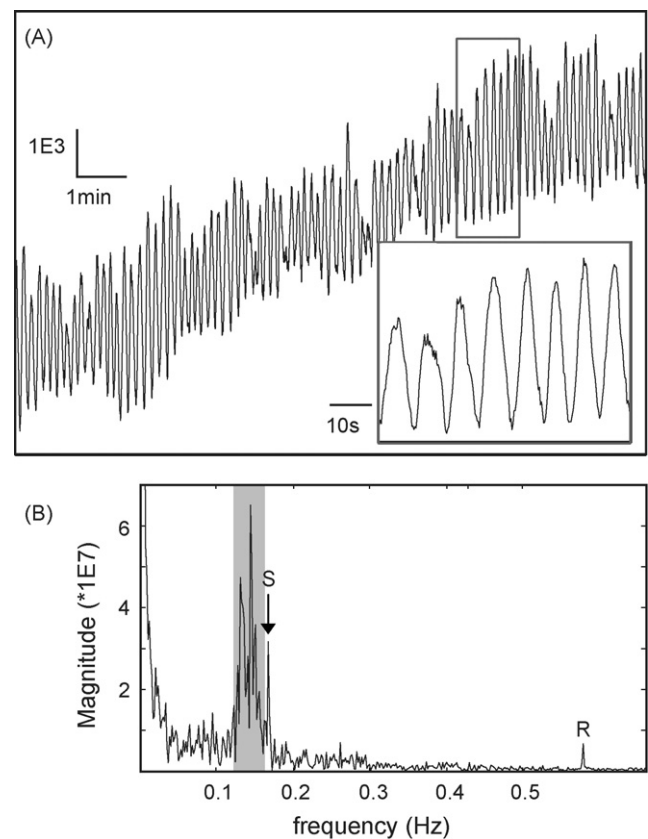 (A)
1E3
1min
10s
(B)
6
4
2
Magnitude (*1E7)
S
R
0.1 0.2 0.3 0.4 0.5
frequency (Hz)